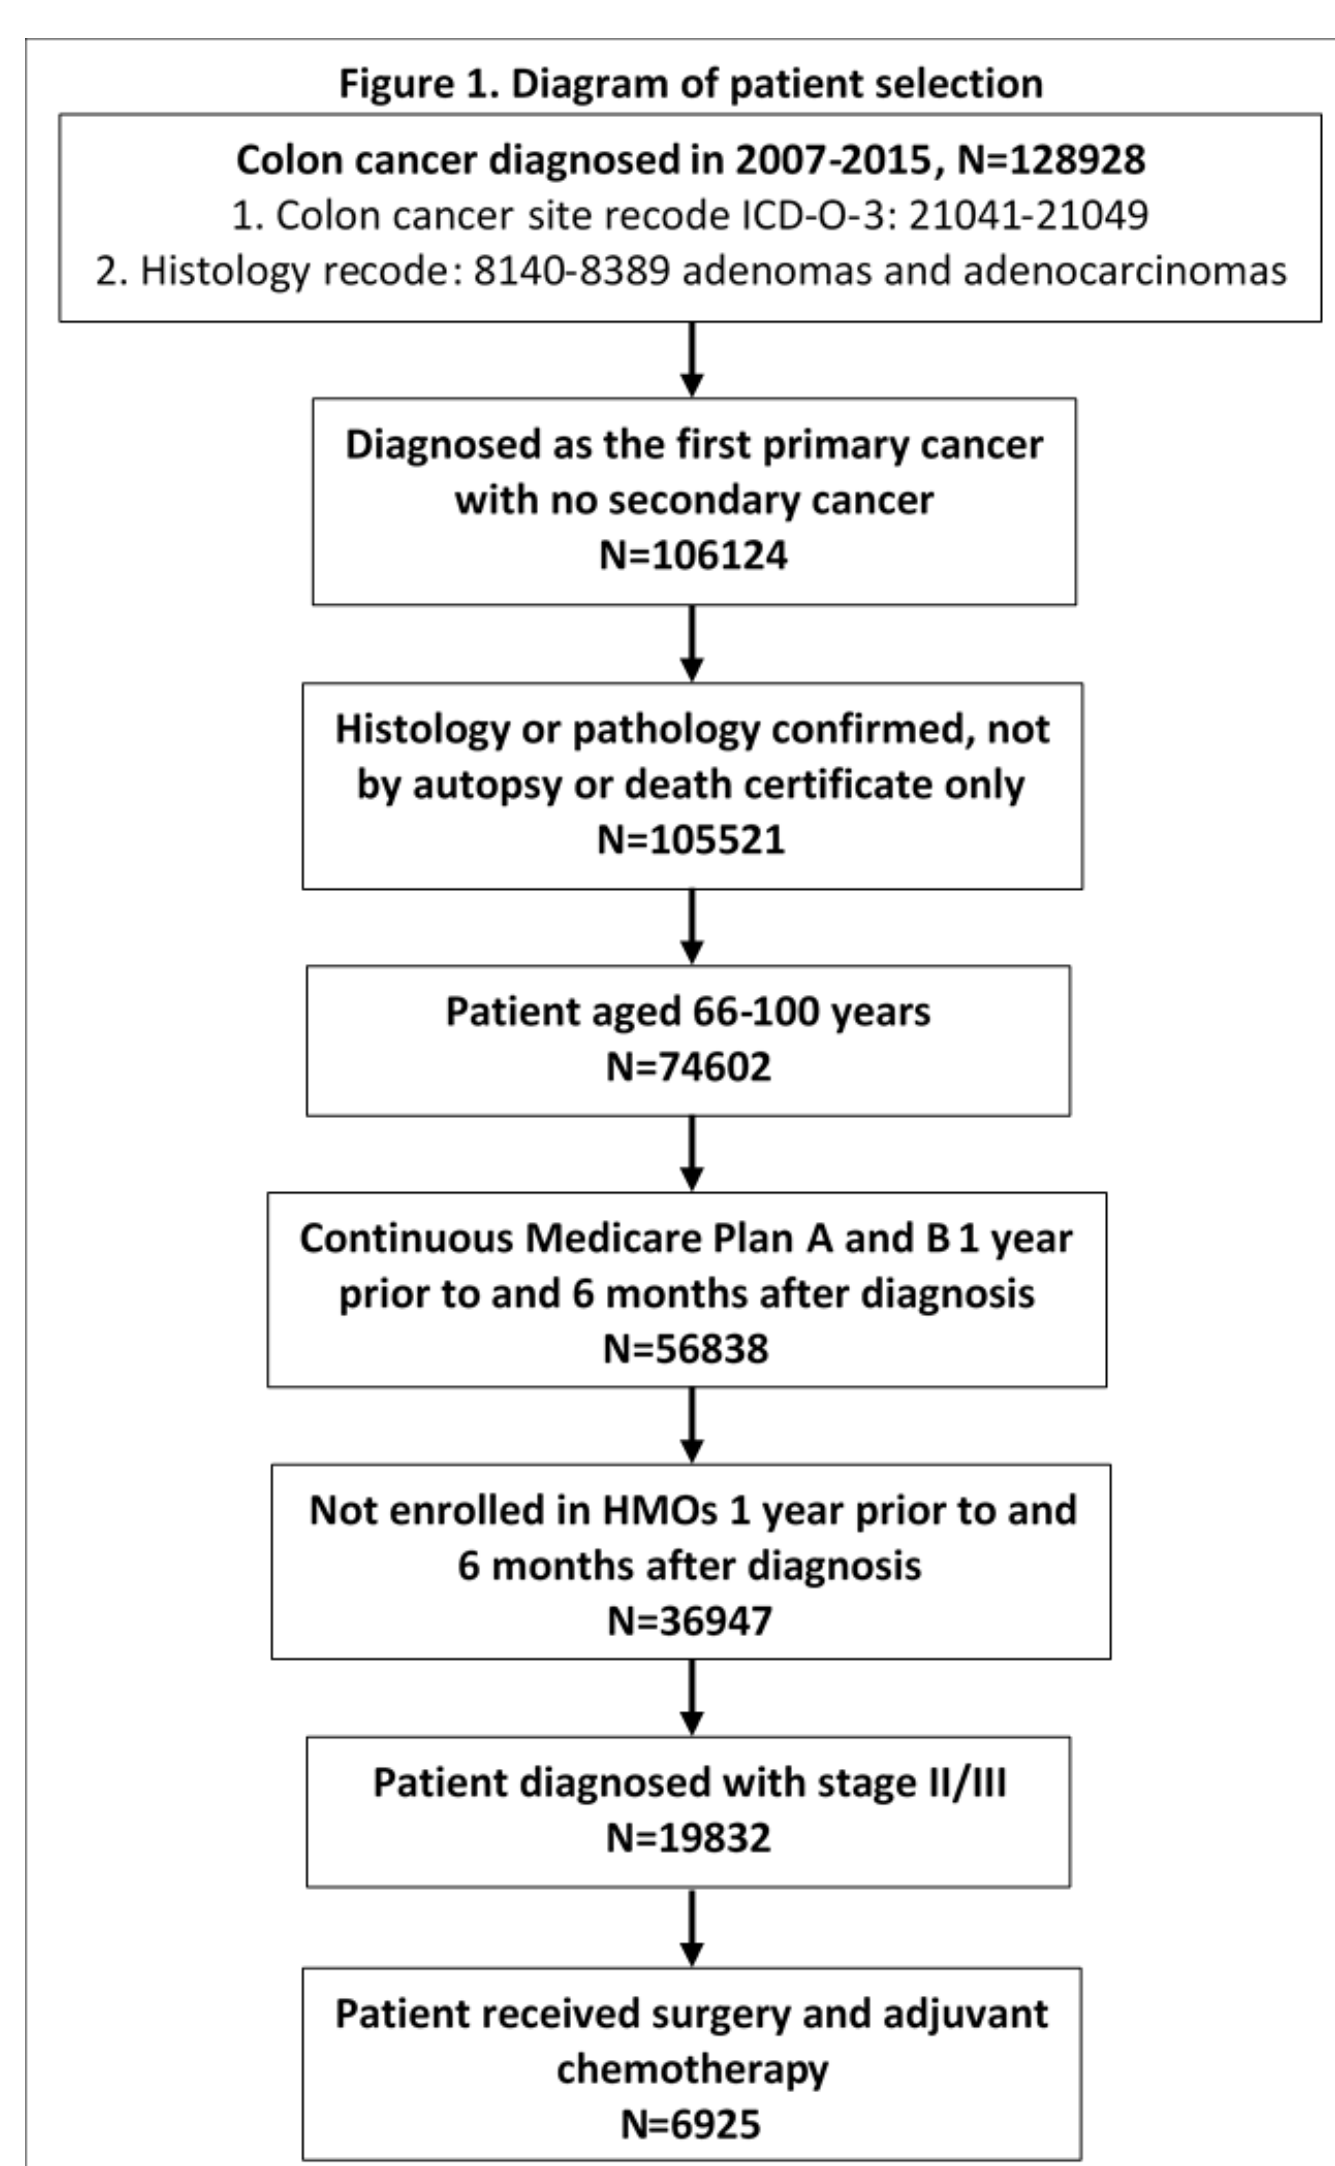 Figure 1. Diagram of patient selection
Colon cancer diagnosed in 2007-2015, N=128928
1. Colon cancer site recode ICD-O-3: 21041-21049
2. Histology recode: 8140-8389 adenomas and adenocarcinomas
Diagnosed as the first primary cancer
with no secondary cancer
N=106124
Histology or pathology confirmed, not
by autopsy or death certificate only
N=105521
Patient aged 66-100 years
N=74602
Continuous Medicare Plan A and B 1 year
prior to and 6 months after diagnosis
N=56838
Not enrolled in HMOs 1 year prior to and
6 months after diagnosis
N=36947
Patient diagnosed with stage II/III
N=19832
Patient received surgery and adjuvant
chemotherapy
N=6925